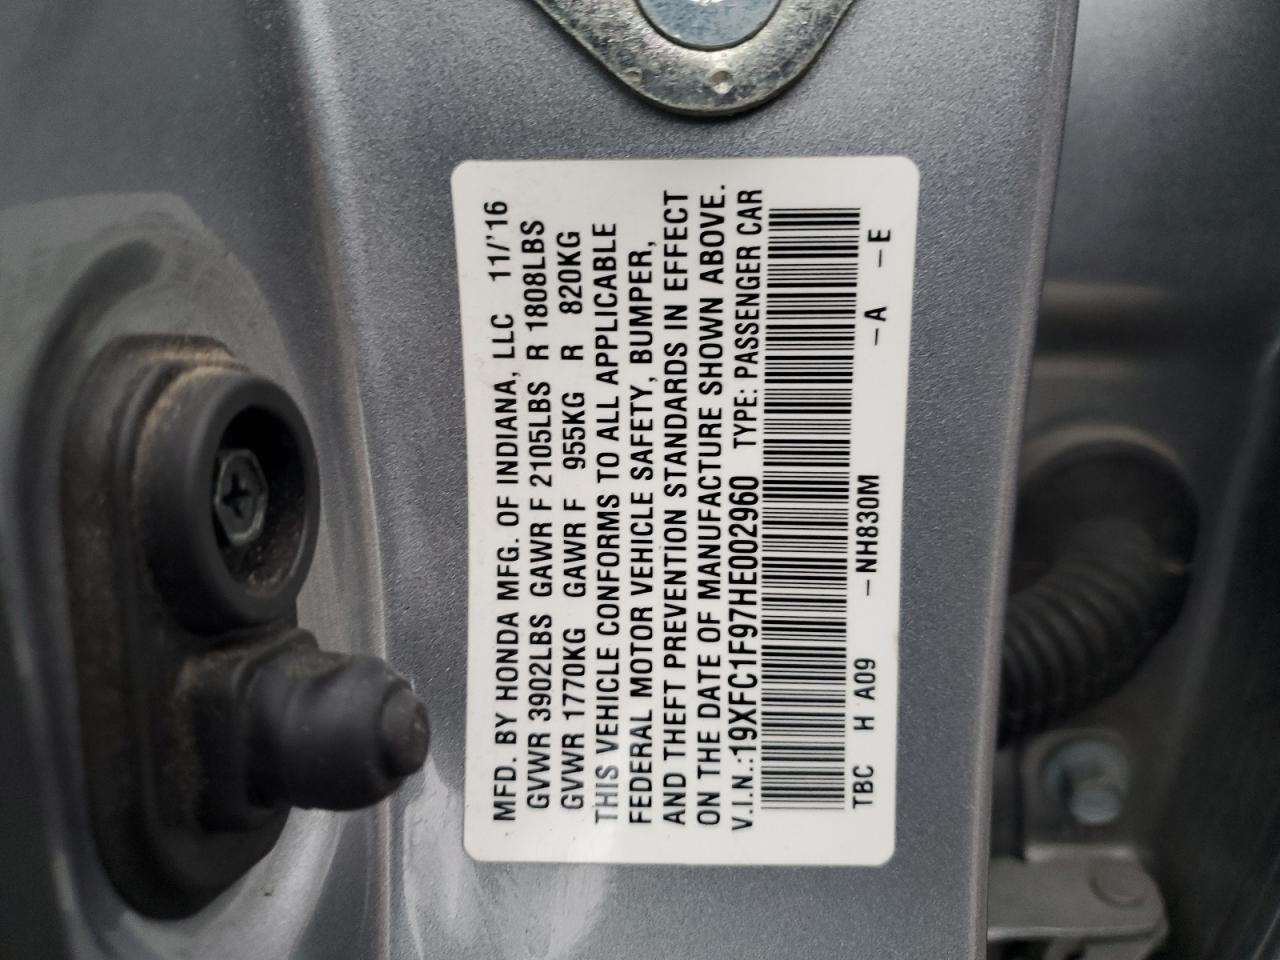 MFD. BY HONDA MFG. OF INDIANA, LLC 11/'16
GVWR 3902LBS GAWR F 2105LBS R 1808LBS
GVWR 1770KG GAWR F 955KG R 820KG
THIS VEHICLE CONFORMS TO ALL APPLICABLE
FEDERAL MOTOR VEHICLE SAFETY, BUMPER,
AND THEFT PREVENTION STANDARDS IN EFFECT
ON THE DATE OF MANUFACTURE SHOWN ABOVE.
V.I.N.:19XFC1F97HE002960 TYPE: PASSENGER CAR
TBC H A09 -NH830M -A -E